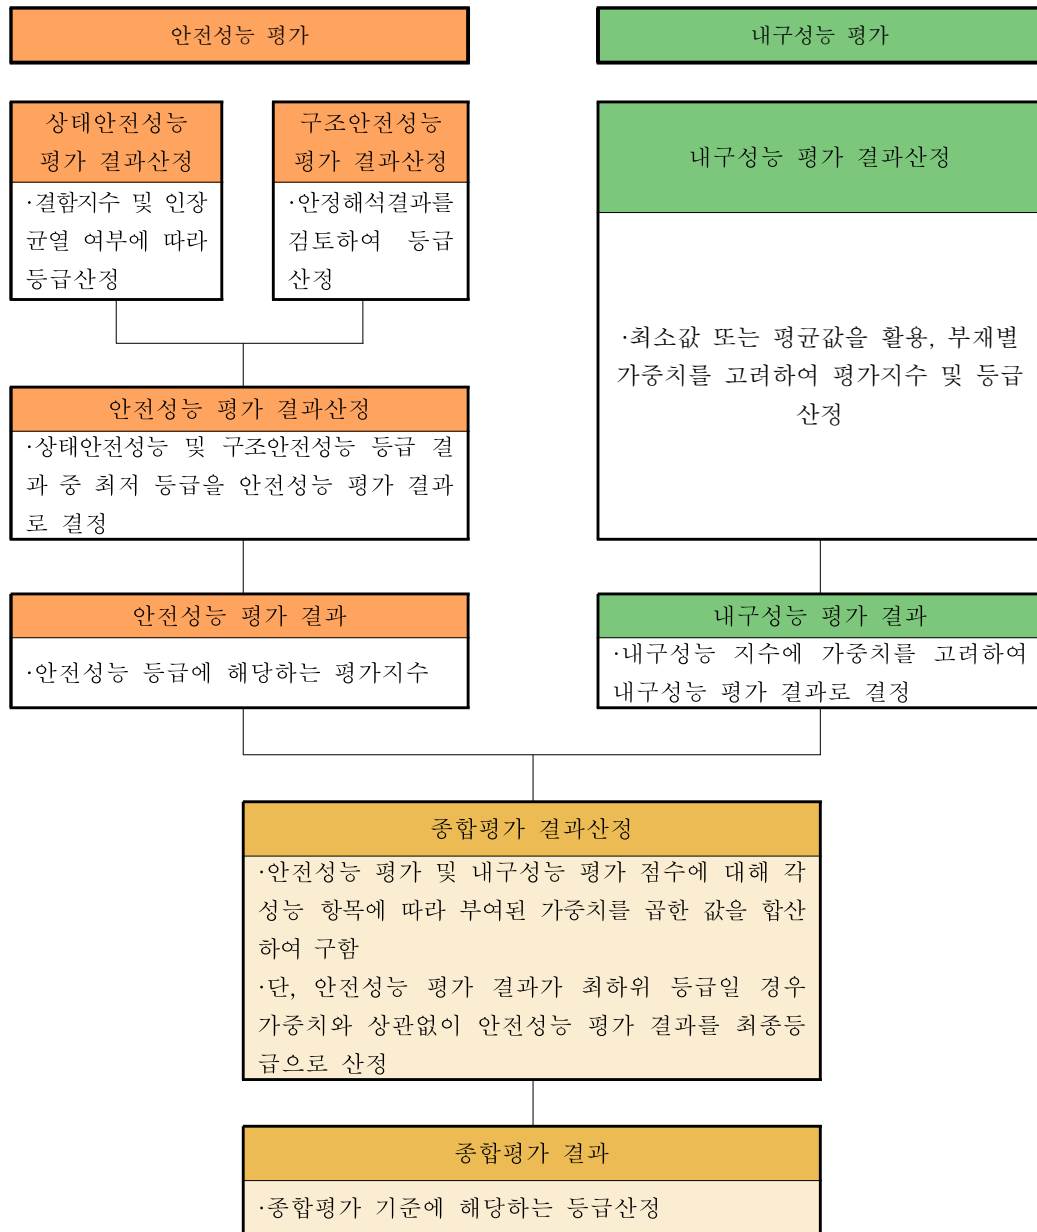 안전성능 평가
내구성능 평가
상태안전성능
평가 결과산정
·결함지수 및 인장
균열 여부에 따라
등급산정
구조안전성능
평가 결과산정
·안정해석결과를
검토하여 등급
산정
내구성능 평가 결과산정
·최소값 또는 평균값을 활용, 부재별
가중치를 고려하여 평가지수 및 등급
산정
안전성능 평가 결과산정
·상태안전성능 및 구조안전성능 등급 결
과 중 최저 등급을 안전성능 평가 결과
로 결정
안전성능 평가 결과
·안전성능 등급에 해당하는 평가지수
내구성능 평가 결과
·내구성능 지수에 가중치를 고려하여
내구성능 평가 결과로 결정
종합평가 결과산정
·안전성능 평가 및 내구성능 평가 점수에 대해 각
성능 항목에 따라 부여된 가중치를 곱한 값을 합산
하여 구함
·단, 안전성능 평가 결과가 최하위 등급일 경우
가중치와 상관없이 안전성능 평가 결과를 최종등
급으로 산정
종합평가 결과
·종합평가 기준에 해당하는 등급산정